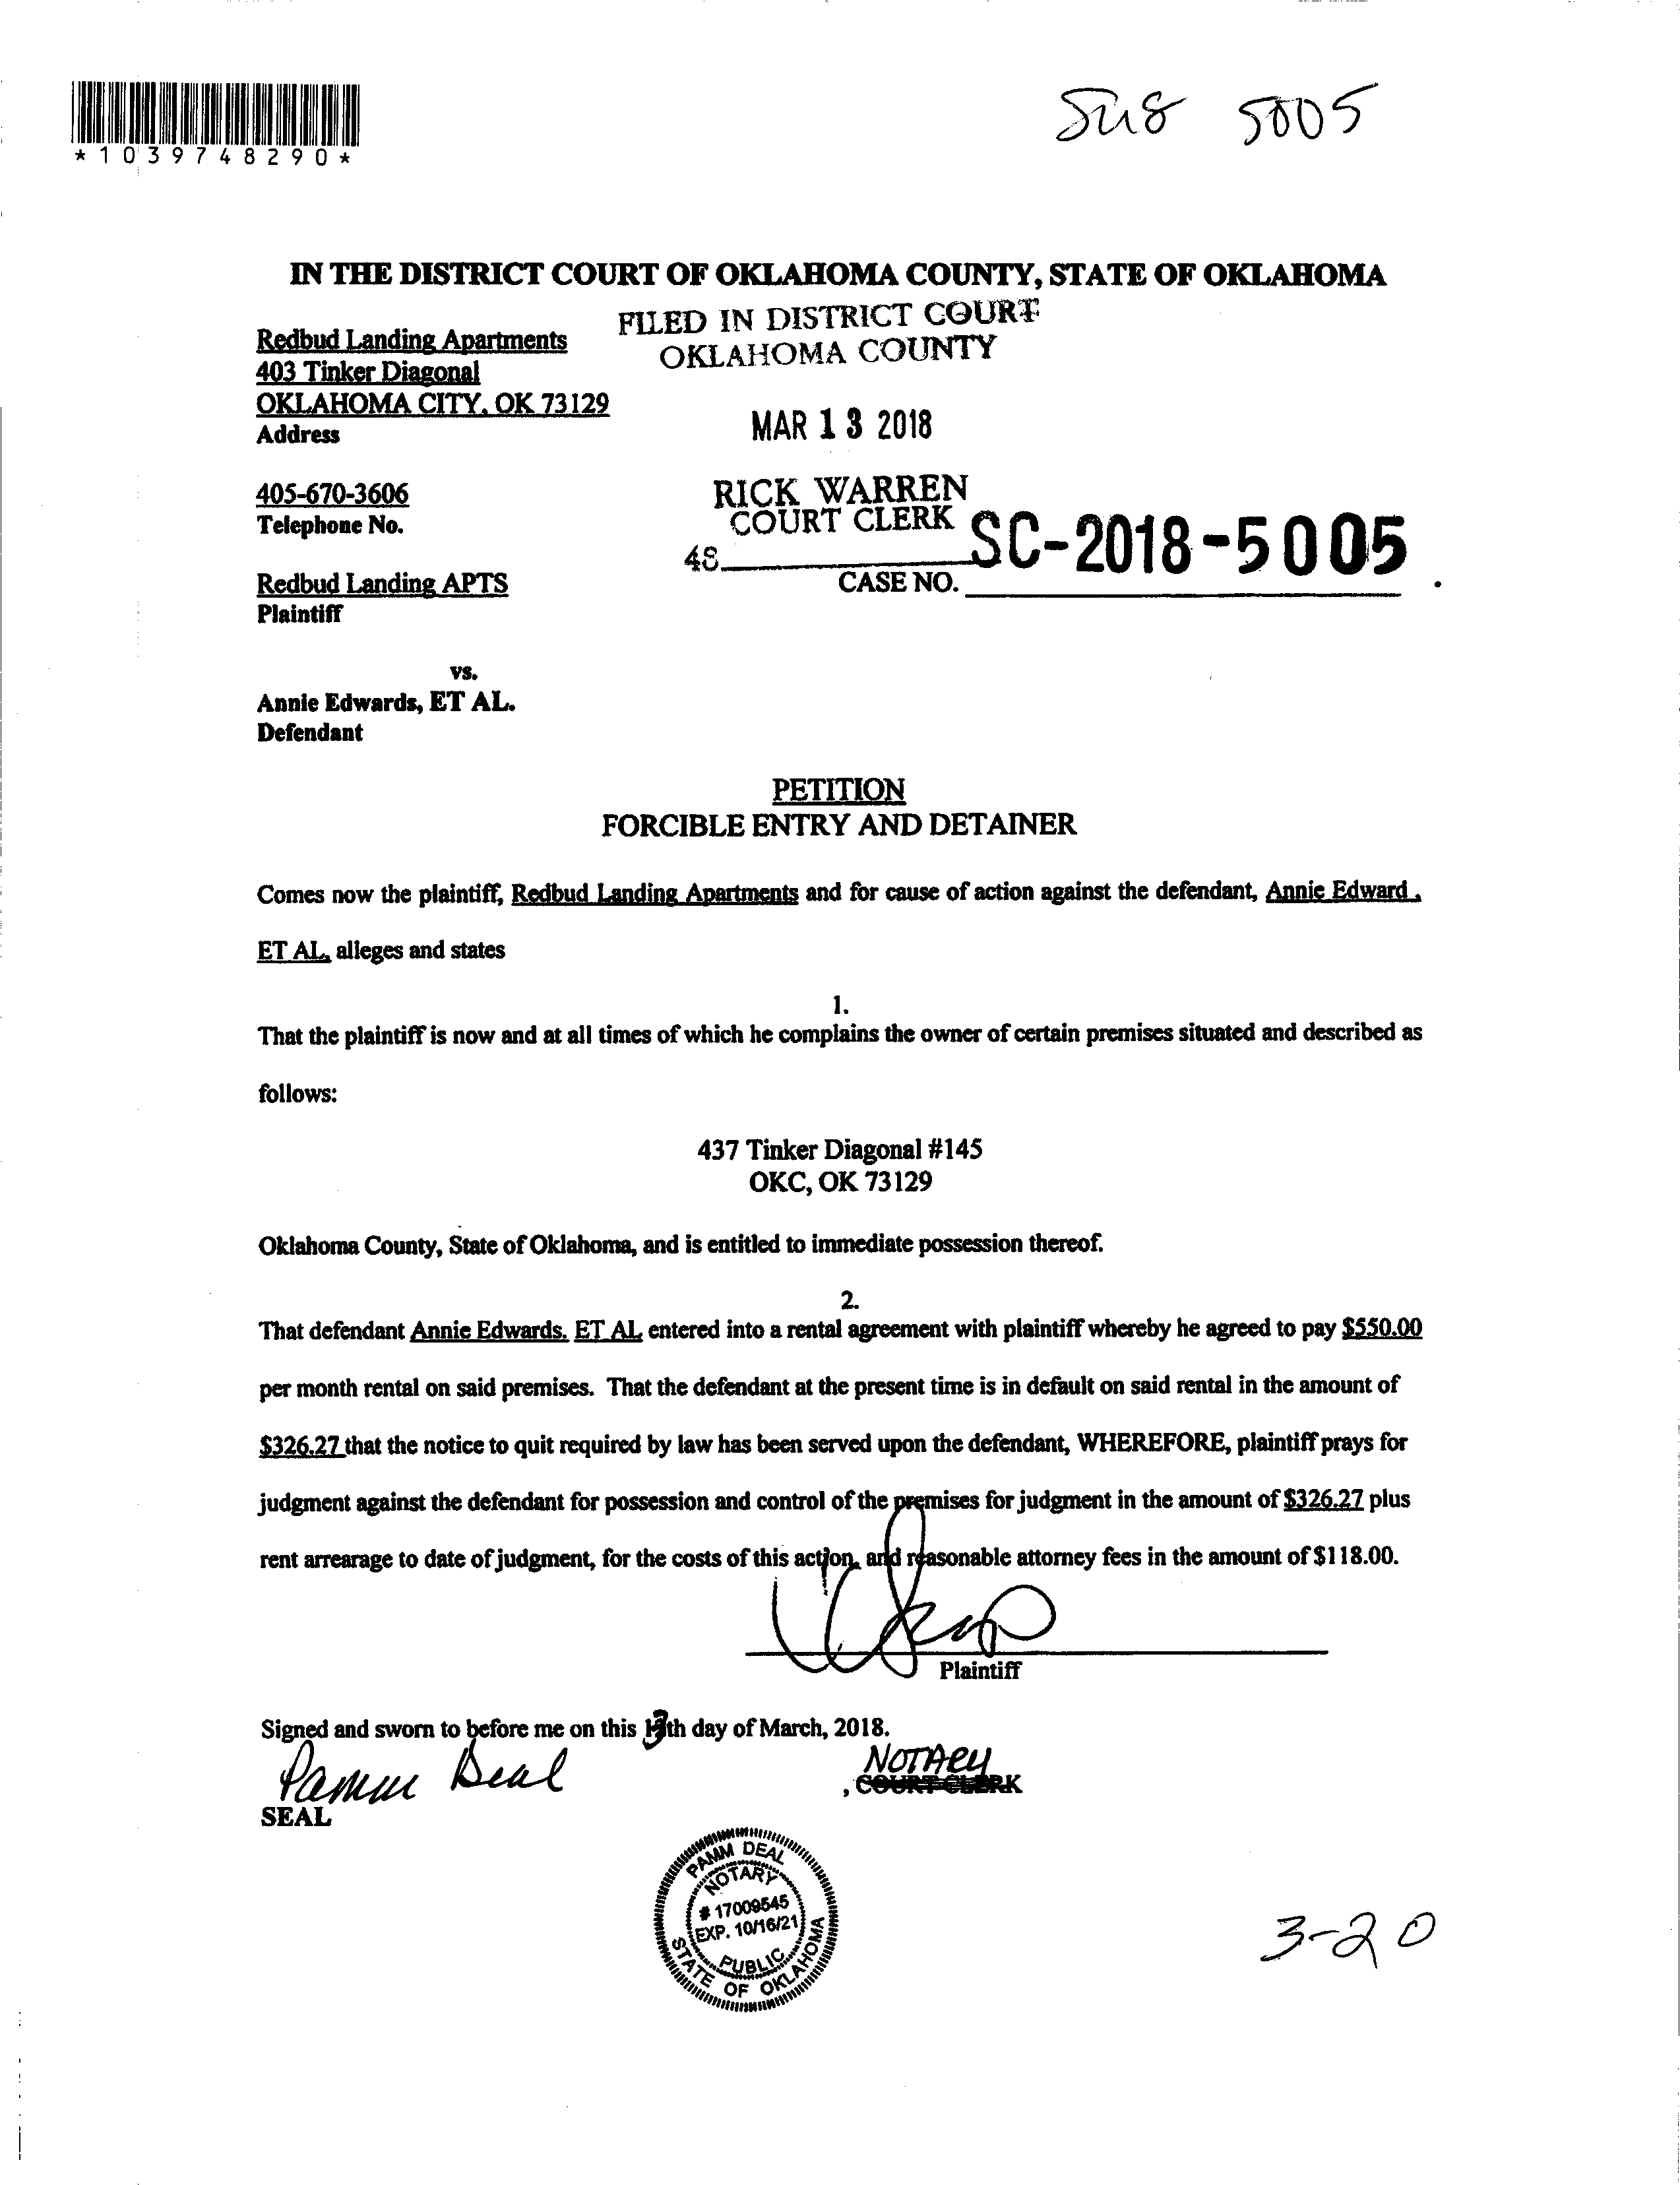 *1039748290*
5005
IN THE DISTRICT COURT OF OKLAHOMA COUNTY, STATE OF OKLAHOMA
FILED IN DISTRICT COURT
OKLAHOMA COUNTY
Redbud Landing Apartments
403 Tinker Diagonal
OKLAHOMA CITY, OK 73129
Address
MAR 13 2018
405-670-3606
Telephone No.
RICK WARREN
COURT CLERK
48
SC-2018-5005
CASE NO.
Redbud Landing APTS
Plaintiff
vs.
Annie Edwards, ET AL.
Defendant
PETITION
FORCIBLE ENTRY AND DETAINER
Comes now the plaintiff, Redbud Landing Apartments and for cause of action against the defendant, Annie Edward ,
ET AL, alleges and states
1.
That the plaintiff is now and at all times of which he complains the owner of certain premises situated and described as
follows:
437 Tinker Diagonal #145
OKC, OK 73129
Oklahoma County, State of Oklahoma, and is entitled to immediate possession thereof.
2.
That defendant Annie Edwards, ET AL entered into a rental agreement with plaintiff whereby he agreed to pay $550.00
per month rental on said premises. That the defendant at the present time is in default on said rental in the amount of
$326.27 that the notice to quit required by law has been served upon the defendant, WHEREFORE, plaintiff prays for
judgment against the defendant for possession and control of the premises for judgment in the amount of $326.27 plus
rent arrearage to date of judgment, for the costs of this action, and reasonable attorney fees in the amount of $118.00.
Plaintiff
Signed and sworn to before me on this 13th day of March, 2018.
Pamm Deal
NOTARY
, COURT CLERK
SEAL
PAMM DEAL
NOTARY
# 17009545
EXP. 10/16/21
PUBLIC
STATE OF OKLAHOMA
3-20